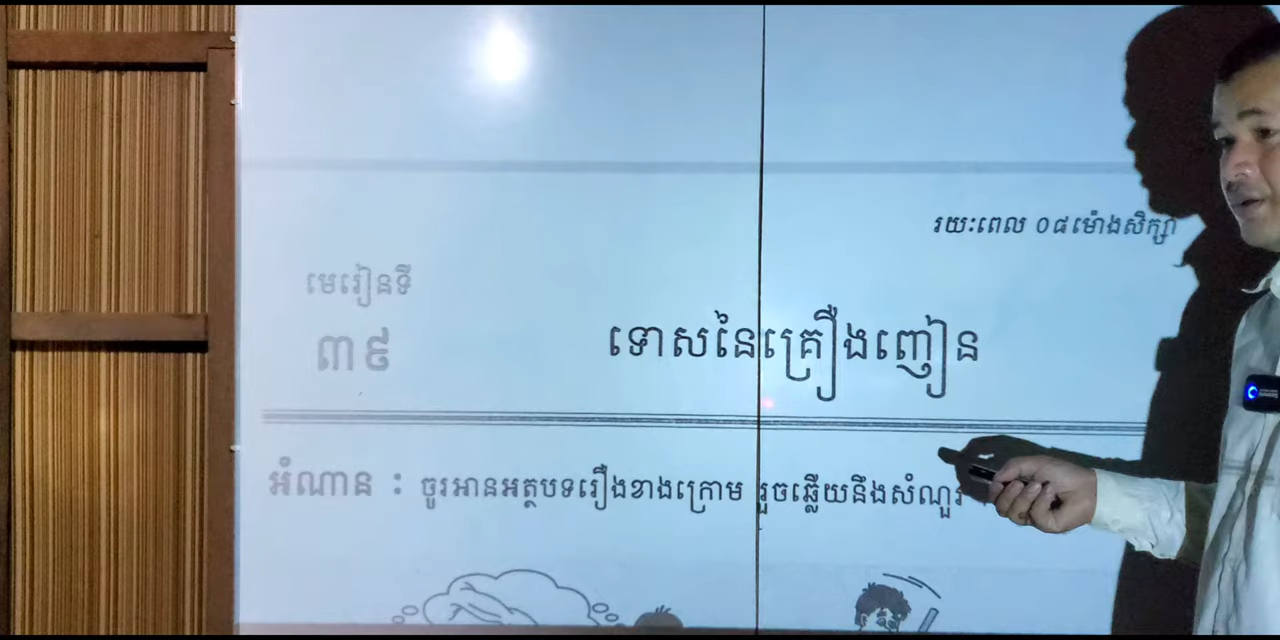 រយៈពេល ០៨ម៉ោងសិក្សា
មេរៀនទី
៣៩
ទោសនៃគ្រឿងញៀន
អំណាន ៖ ចូរអានអត្ថបទរឿងខាងក្រោម រួចឆ្លើយនឹងសំណួរ